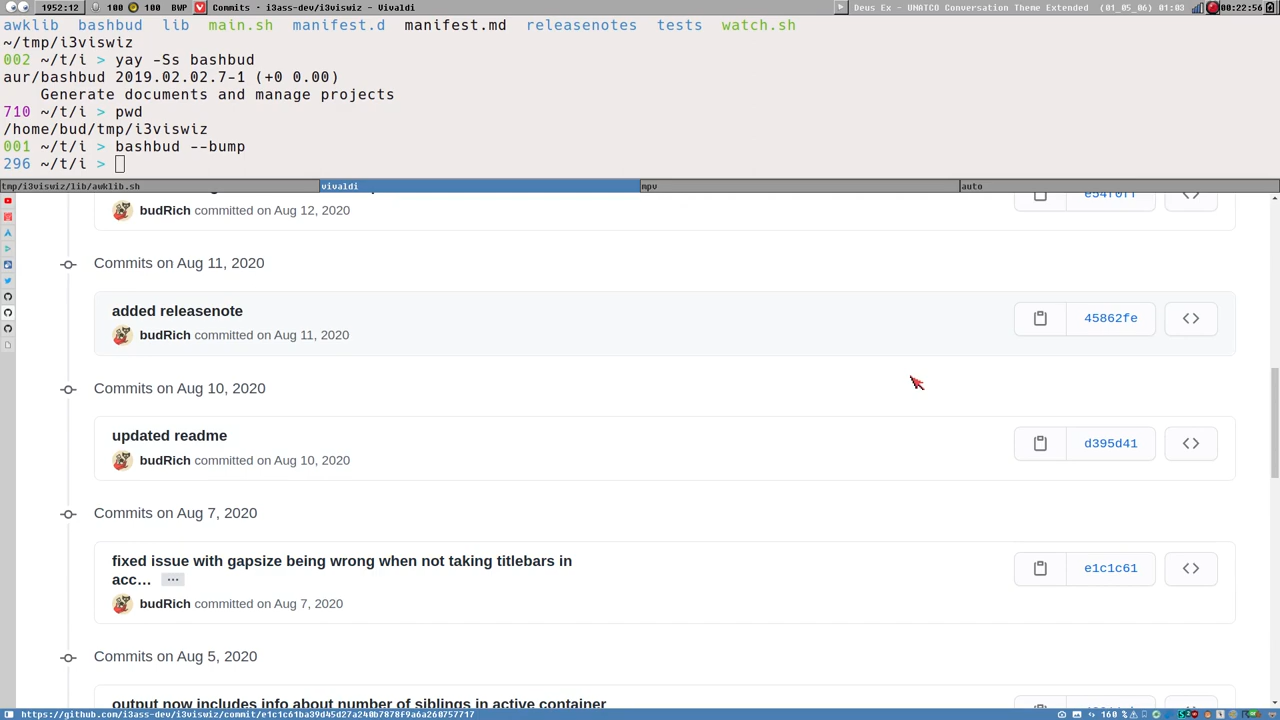 1952:12 100 100 BWP Commits - i3ass-dev/i3viswiz - Vivaldi Deus Ex - UNATCO Conversation Theme Extended (01_05_06) 01:03 00:22:56
awklib bashbud lib main.sh manifest.d manifest.md releasenotes tests watch.sh
~/tmp/i3viswiz
002 ~/t/i > yay -Ss bashbud
aur/bashbud 2019.02.02.7-1 (+0 0.00)
Generate documents and manage projects
710 ~/t/i > pwd
/home/bud/tmp/i3viswiz
001 ~/t/i > bashbud --bump
296 ~/t/i >
tmp/i3viswiz/lib/awklib.sh vivaldi mpv auto
e54f0ff
budRich committed on Aug 12, 2020
Commits on Aug 11, 2020
added releasenote
45862fe
budRich committed on Aug 11, 2020
Commits on Aug 10, 2020
updated readme
d395d41
budRich committed on Aug 10, 2020
Commits on Aug 7, 2020
fixed issue with gapsize being wrong when not taking titlebars in
acc… …
e1c1c61
budRich committed on Aug 7, 2020
Commits on Aug 5, 2020
output now includes info about number of siblings in active container
https://github.com/i3ass-dev/i3viswiz/commit/e1c1c61ba39d45d27a240b7878f9a6a260757717 160 %